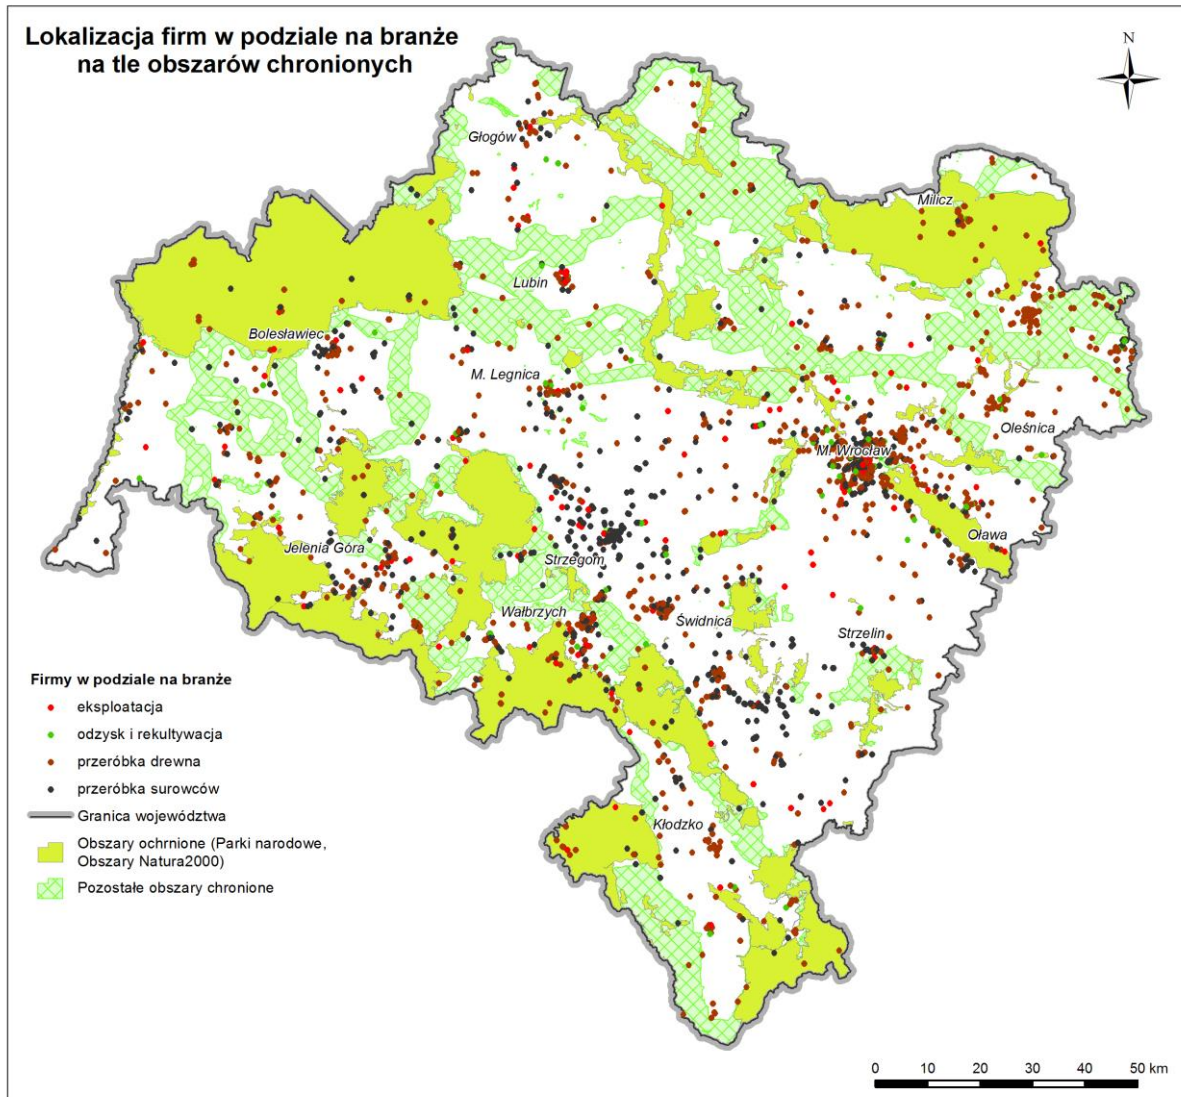 Lokalizacja firm w podziale na branże
na tle obszarów chronionych
N
Głogów
Milicz
Lubin
Bolesławiec
M. Legnica
Oleśnica
M. Wrocław
Oława
Jelenia Góra
Strzegom
Wałbrzych
Świdnica
Strzelin
Kłodzko
Firmy w podziale na branże
eksploatacja
odzysk i rekultywacja
przeróbka drewna
przeróbka surowców
Granica województwa
Obszary ochrnione (Parki narodowe,
Obszary Natura2000)
Pozostałe obszary chronione
0 10 20 30 40 50 km